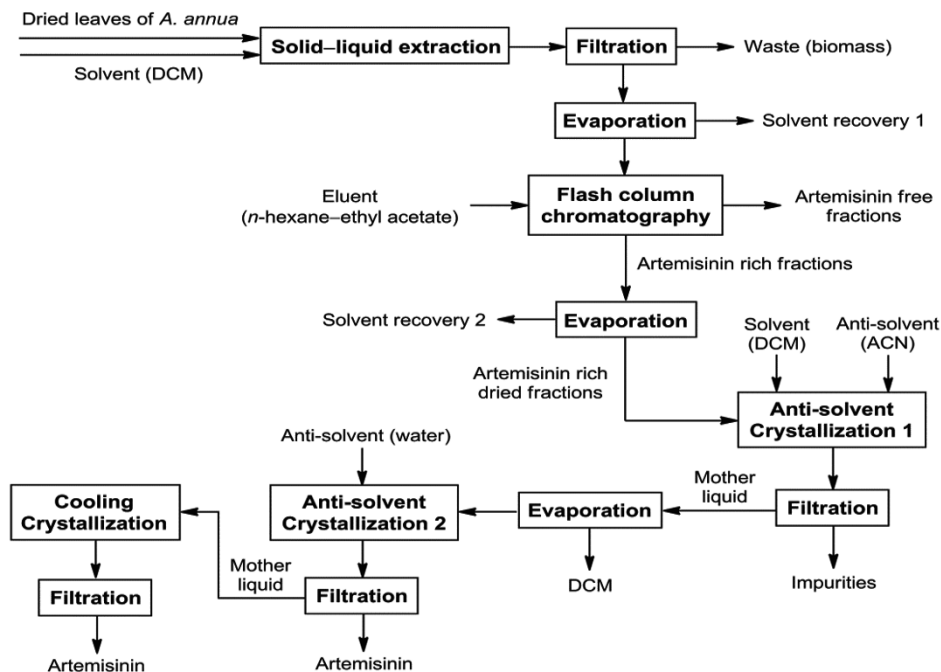 Dried leaves of A. annua
Solvent (DCM)
Solid–liquid extraction
Filtration
Waste (biomass)
Evaporation
Solvent recovery 1
Eluent
(n-hexane–ethyl acetate)
Flash column
chromatography
Artemisinin free
fractions
Artemisinin rich fractions
Solvent recovery 2
Evaporation
Solvent
(DCM)
Anti-solvent
(ACN)
Artemisinin rich
dried fractions
Anti-solvent
Crystallization 1
Anti-solvent (water)
Cooling
Crystallization
Anti-solvent
Crystallization 2
Evaporation
Mother
liquid
Filtration
Mother
liquid
Filtration
Filtration
DCM
Impurities
Artemisinin
Artemisinin